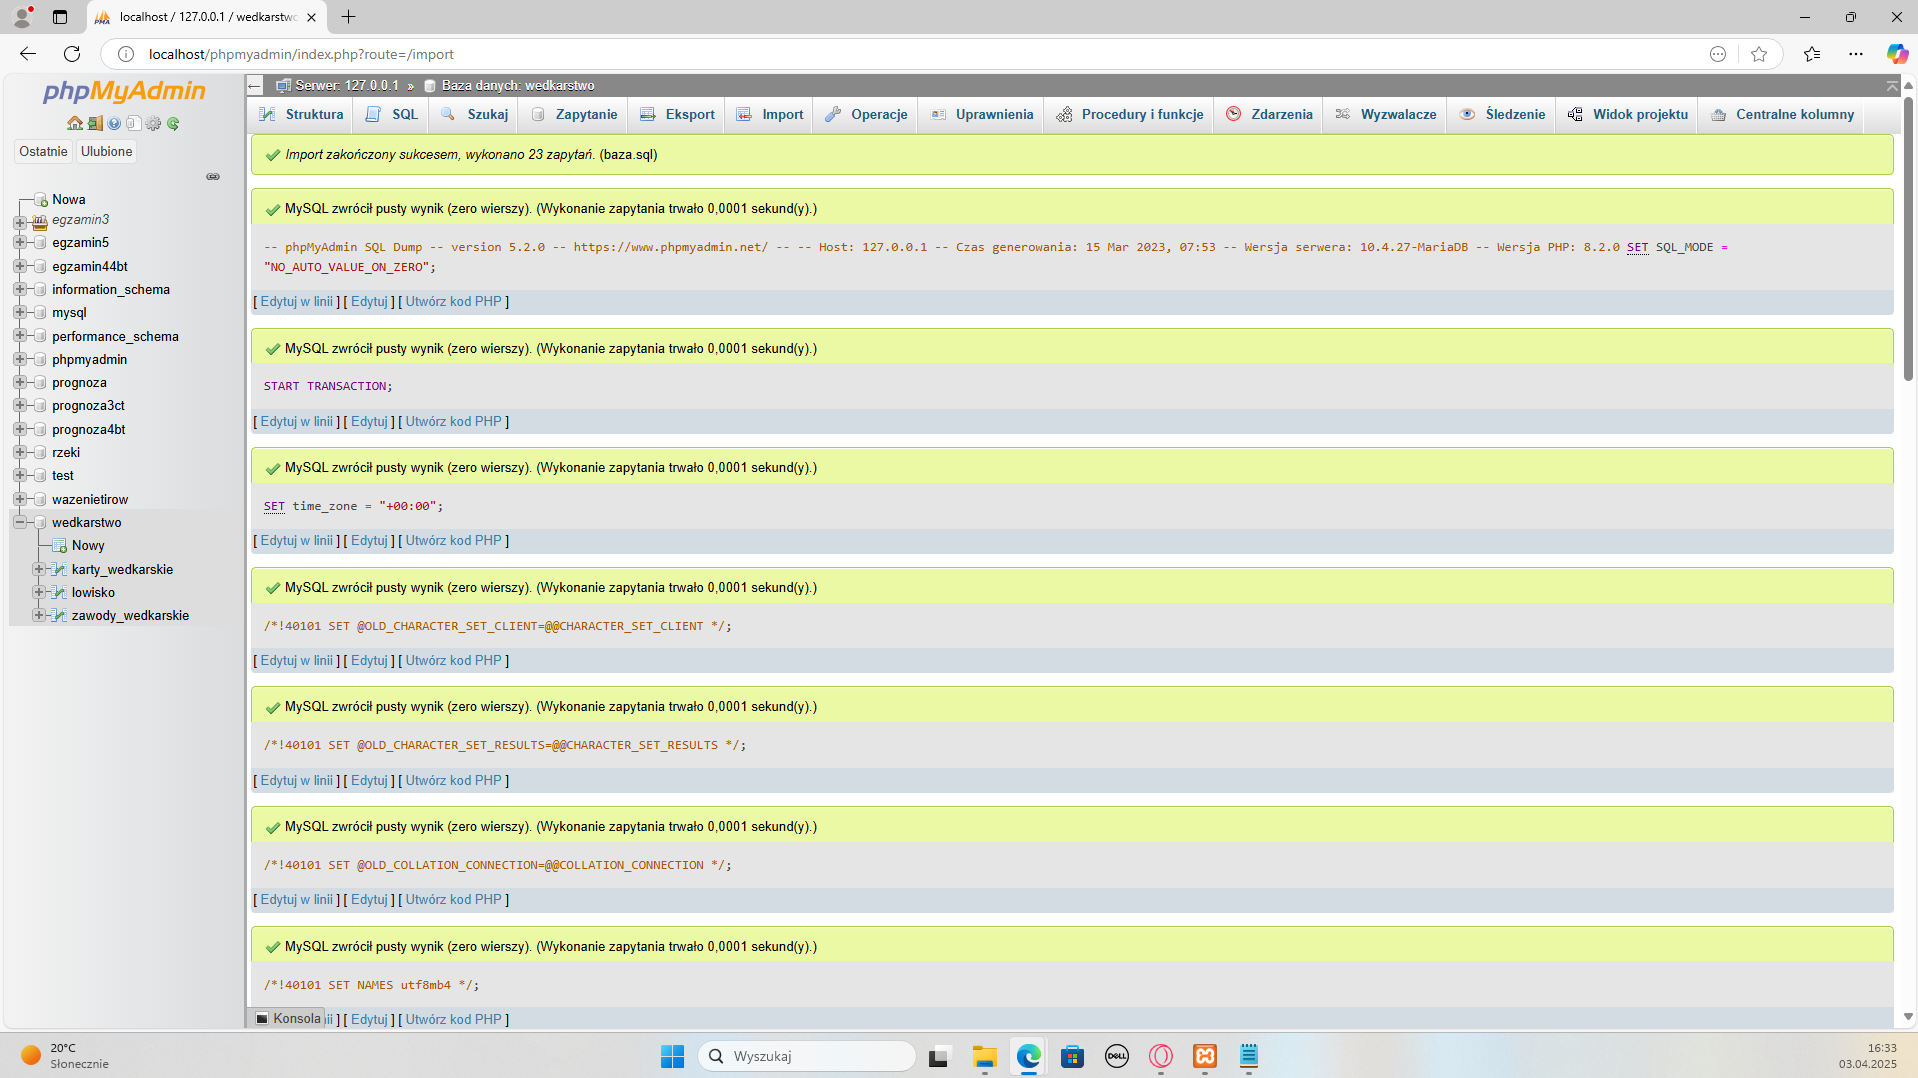 localhost / 127.0.0.1 / wedkarstwo
localhost/phpmyadmin/index.php?route=/import
phpMyAdmin
Ostatnie Ulubione
Nowa
egzamin3
egzamin5
egzamin44bt
information_schema
mysql
performance_schema
phpmyadmin
prognoza
prognoza3ct
prognoza4bt
rzeki
test
wazenietirow
wedkarstwo
Nowy
karty_wedkarskie
lowisko
zawody_wedkarskie
Serwer: 127.0.0.1 » Baza danych: wedkarstwo
Struktura SQL Szukaj Zapytanie Eksport Import Operacje Uprawnienia Procedury i funkcje Zdarzenia Wyzwalacze Śledzenie Widok projektu Centralne kolumny
Import zakończony sukcesem, wykonano 23 zapytań. (baza.sql)
MySQL zwrócił pusty wynik (zero wierszy). (Wykonanie zapytania trwało 0,0001 sekund(y).)
-- phpMyAdmin SQL Dump -- version 5.2.0 -- https://www.phpmyadmin.net/ -- -- Host: 127.0.0.1 -- Czas generowania: 15 Mar 2023, 07:53 -- Wersja serwera: 10.4.27-MariaDB -- Wersja PHP: 8.2.0 SET SQL_MODE =
"NO_AUTO_VALUE_ON_ZERO";
[ Edytuj w linii ] [ Edytuj ] [ Utwórz kod PHP ]
MySQL zwrócił pusty wynik (zero wierszy). (Wykonanie zapytania trwało 0,0001 sekund(y).)
START TRANSACTION;
[ Edytuj w linii ] [ Edytuj ] [ Utwórz kod PHP ]
MySQL zwrócił pusty wynik (zero wierszy). (Wykonanie zapytania trwało 0,0001 sekund(y).)
SET time_zone = "+00:00";
[ Edytuj w linii ] [ Edytuj ] [ Utwórz kod PHP ]
MySQL zwrócił pusty wynik (zero wierszy). (Wykonanie zapytania trwało 0,0001 sekund(y).)
/*!40101 SET @OLD_CHARACTER_SET_CLIENT=@@CHARACTER_SET_CLIENT */;
[ Edytuj w linii ] [ Edytuj ] [ Utwórz kod PHP ]
MySQL zwrócił pusty wynik (zero wierszy). (Wykonanie zapytania trwało 0,0001 sekund(y).)
/*!40101 SET @OLD_CHARACTER_SET_RESULTS=@@CHARACTER_SET_RESULTS */;
[ Edytuj w linii ] [ Edytuj ] [ Utwórz kod PHP ]
MySQL zwrócił pusty wynik (zero wierszy). (Wykonanie zapytania trwało 0,0001 sekund(y).)
/*!40101 SET @OLD_COLLATION_CONNECTION=@@COLLATION_CONNECTION */;
[ Edytuj w linii ] [ Edytuj ] [ Utwórz kod PHP ]
MySQL zwrócił pusty wynik (zero wierszy). (Wykonanie zapytania trwało 0,0001 sekund(y).)
/*!40101 SET NAMES utf8mb4 */;
Konsola nii ] [ Edytuj ] [ Utwórz kod PHP ]
20°C
Słonecznie
Wyszukaj
DELL
16:33
03.04.2025